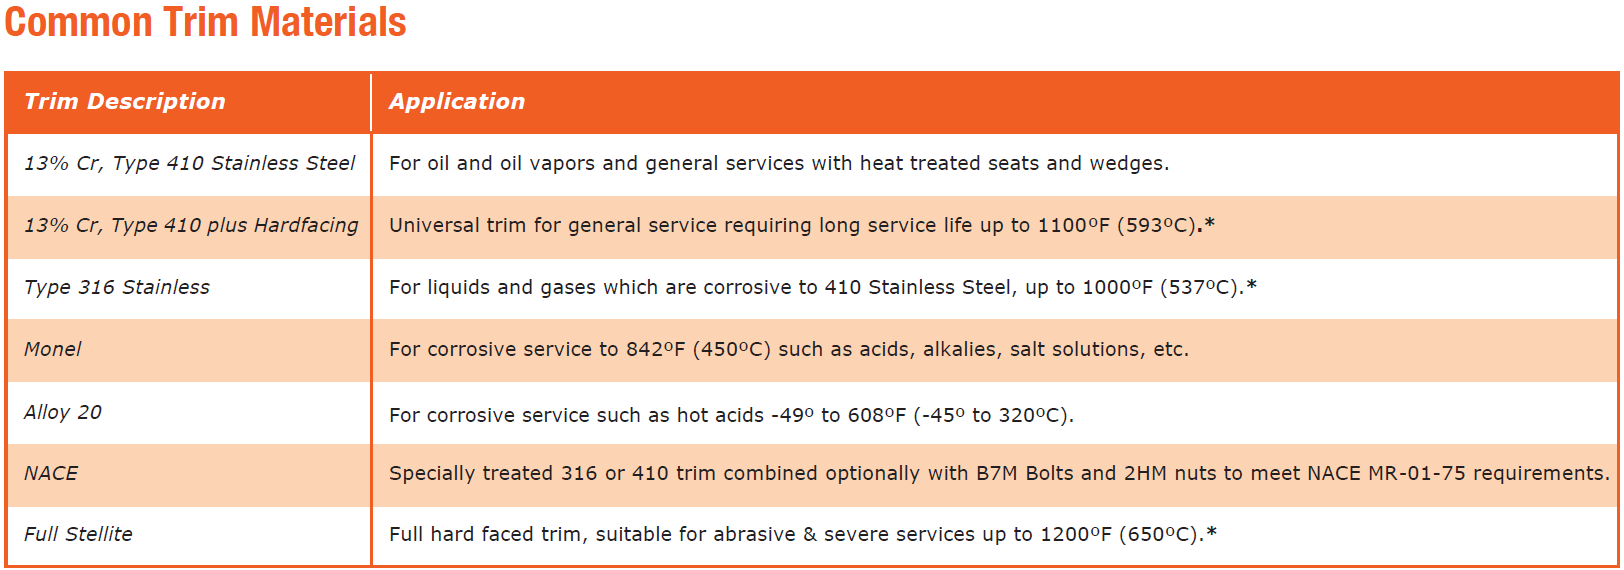 Common Trim Materials
Trim Description Application
13% Cr, Type 410 Stainless Steel For oil and oil vapors and general services with heat treated seats and wedges.
13% Cr, Type 410 plus Hardfacing Universal trim for general service requiring long service life up to 1100ºF (593ºC).*
Type 316 Stainless For liquids and gases which are corrosive to 410 Stainless Steel, up to 1000ºF (537ºC).*
Monel For corrosive service to 842ºF (450ºC) such as acids, alkalies, salt solutions, etc.
Alloy 20 For corrosive service such as hot acids -49º to 608ºF (-45º to 320ºC).
NACE Specially treated 316 or 410 trim combined optionally with B7M Bolts and 2HM nuts to meet NACE MR-01-75 requirements.
Full Stellite Full hard faced trim, suitable for abrasive & severe services up to 1200ºF (650ºC).*